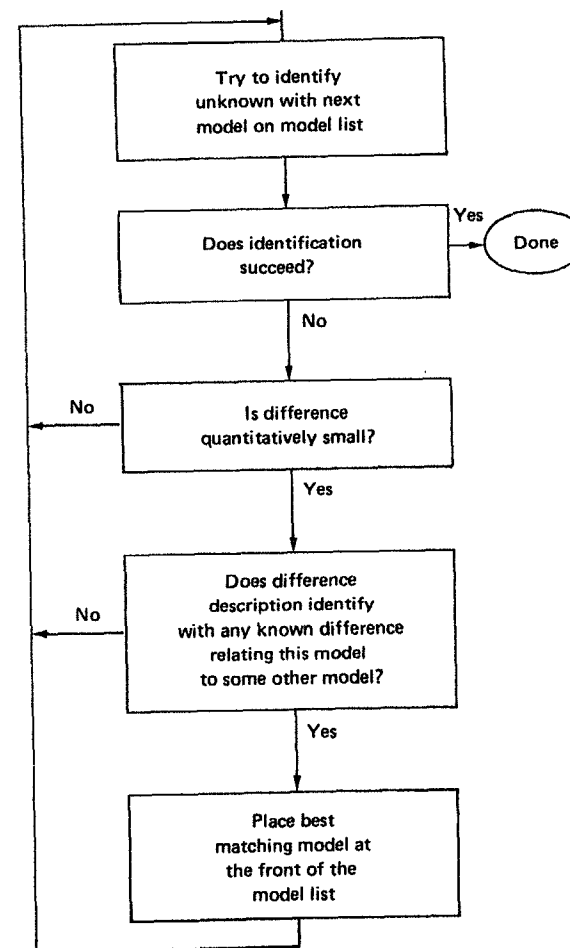 Try to identify
unknown with next
model on model list
Does identification
succeed?
Yes
Done
No
Is difference
quantitatively small?
No
Yes
Does difference
description identify
with any known difference
relating this model
to some other model?
No
Yes
Place best
matching model at
the front of the
model list